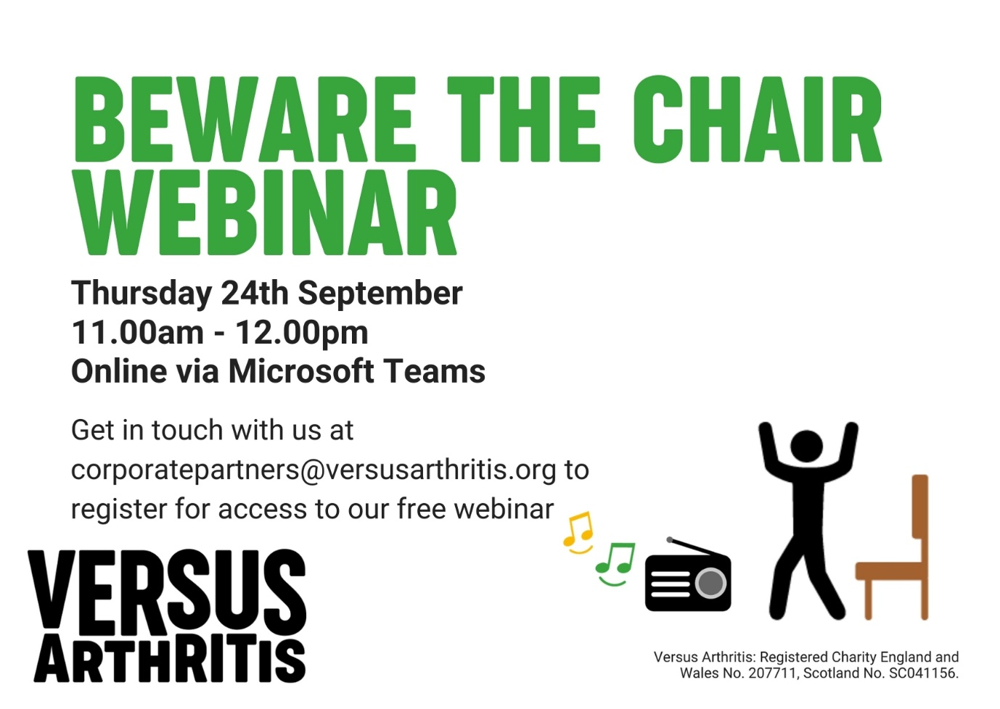 BEWARE THE CHAIR
WEBINAR
Thursday 24th September
11.00am - 12.00pm
Online via Microsoft Teams
Get in touch with us at
corporatepartners@versusarthritis.org to
register for access to our free webinar
VERSUS
ARTHRITIS
Versus Arthritis: Registered Charity England and
Wales No. 207711, Scotland No. SC041156.